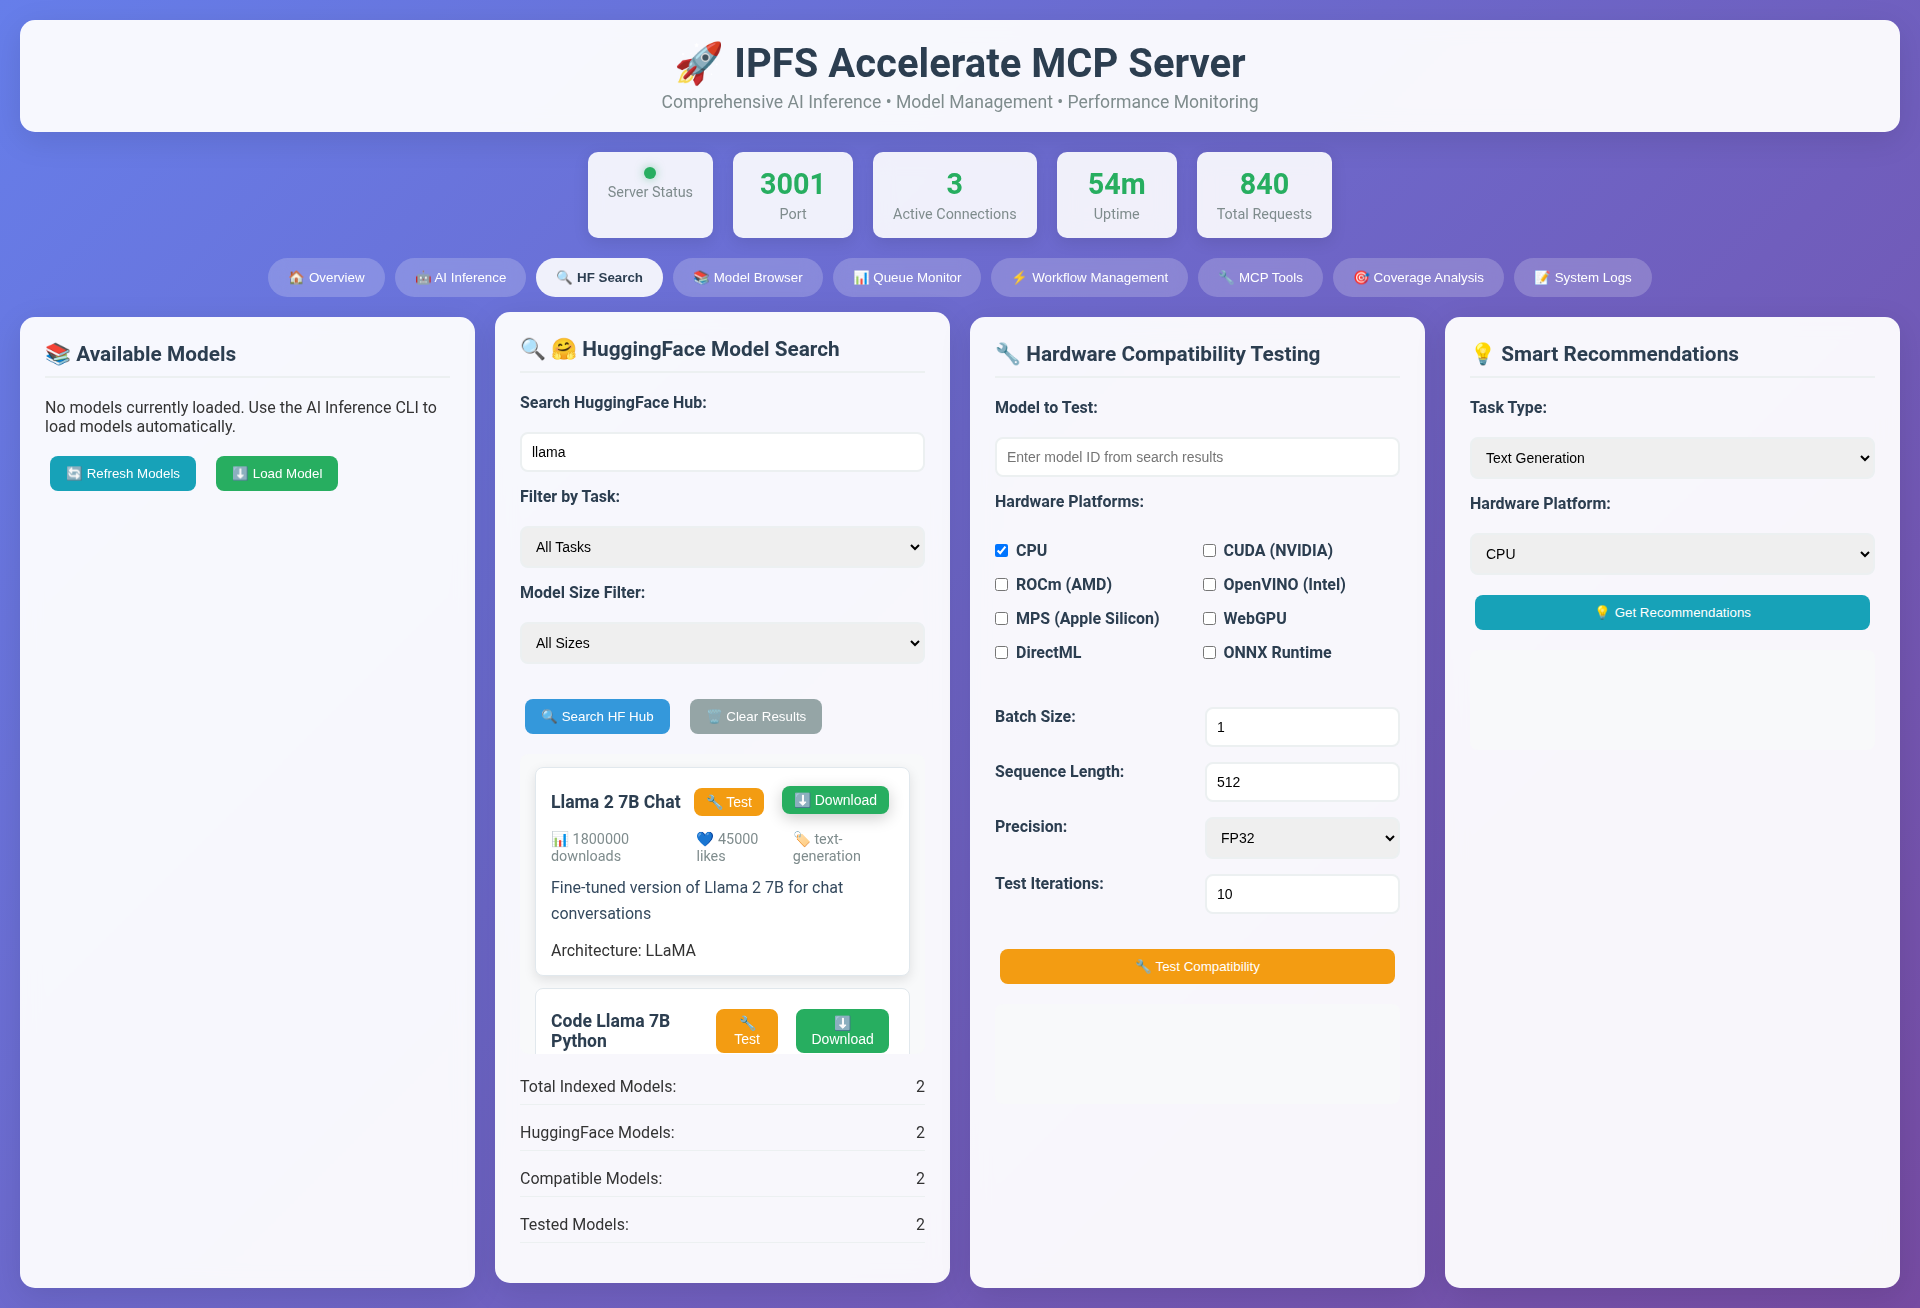 🚀 IPFS Accelerate MCP Server
Comprehensive AI Inference • Model Management • Performance Monitoring
Server Status
3001
Port
3
Active Connections
54m
Uptime
840
Total Requests
🏠 Overview
🤖 AI Inference
🔍 HF Search
📚 Model Browser
📊 Queue Monitor
⚡ Workflow Management
🔧 MCP Tools
🎯 Coverage Analysis
📝 System Logs
📚 Available Models
No models currently loaded. Use the AI Inference CLI to
load models automatically.
🔄 Refresh Models
⬇️ Load Model
🔍 🤗 HuggingFace Model Search
Search HuggingFace Hub:
llama
Filter by Task:
All Tasks
Model Size Filter:
All Sizes
🔍 Search HF Hub
🗑️ Clear Results
Llama 2 7B Chat
🔧 Test
⬇️ Download
📊 1800000
downloads
💙 45000
likes
🏷️ text-
generation
Fine-tuned version of Llama 2 7B for chat
conversations
Architecture: LLaMA
Code Llama 7B
Python
🔧
Test
⬇️
Download
Total Indexed Models: 2
HuggingFace Models: 2
Compatible Models: 2
Tested Models: 2
🔧 Hardware Compatibility Testing
Model to Test:
Enter model ID from search results
Hardware Platforms:
CPU
CUDA (NVIDIA)
ROCm (AMD)
OpenVINO (Intel)
MPS (Apple Silicon)
WebGPU
DirectML
ONNX Runtime
Batch Size: 1
Sequence Length: 512
Precision: FP32
Test Iterations: 10
🔧 Test Compatibility
💡 Smart Recommendations
Task Type:
Text Generation
Hardware Platform:
CPU
💡 Get Recommendations